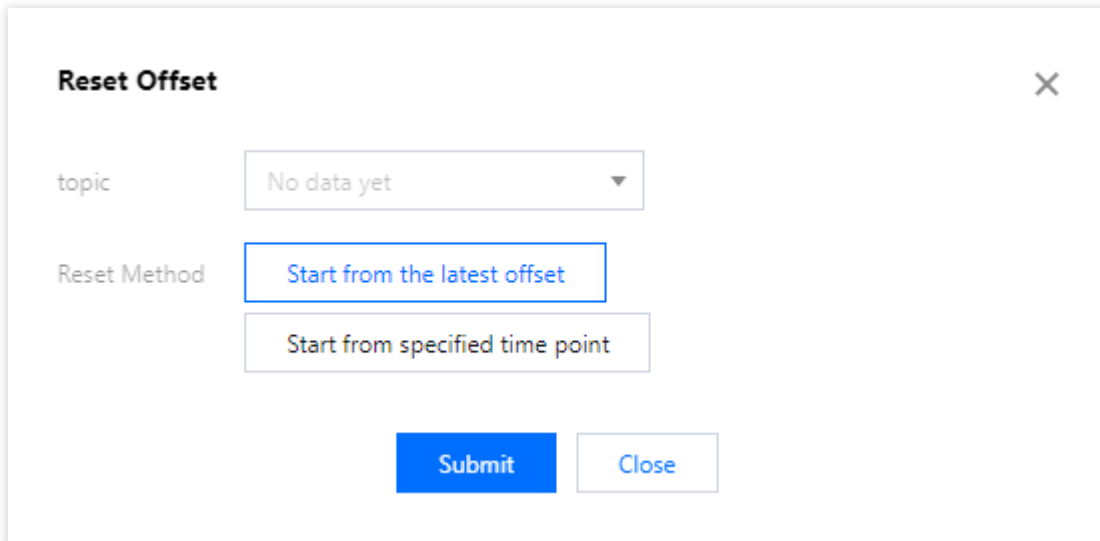 Reset Offset
topic No data yet
Reset Method Start from the latest offset
Start from specified time point
Submit Close